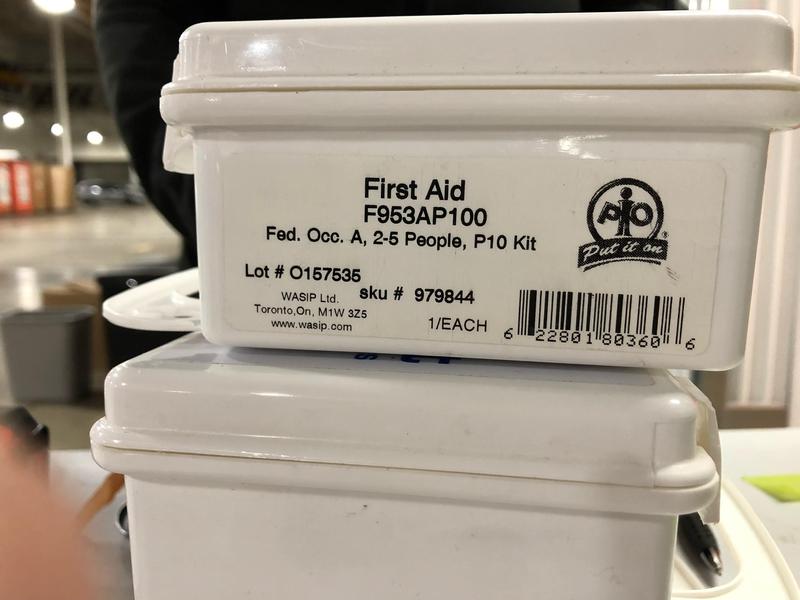 First Aid
F953AP100
Fed. Occ. A, 2-5 People, P10 Kit
PIO
Put it on
Lot # O157535
sku # 979844
WASIP Ltd.
Toronto,On, M1W 3Z5
www.wasip.com
1/EACH
6 22801 80360 6